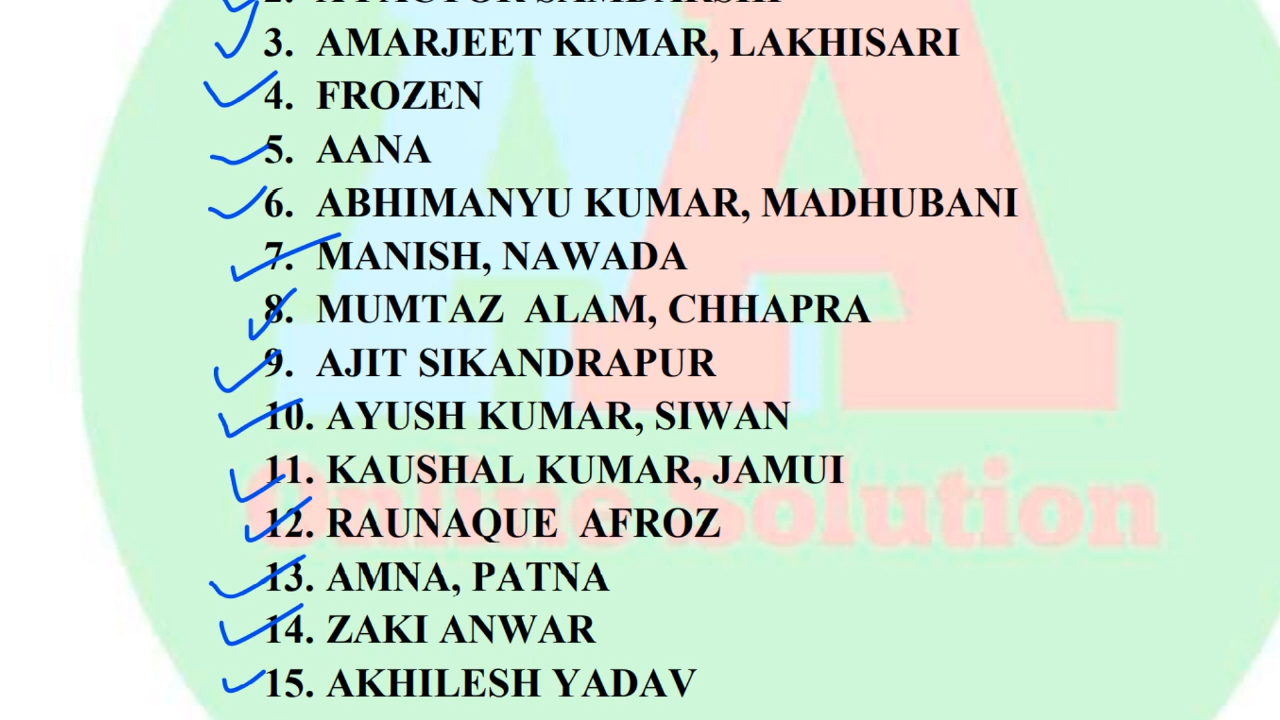 3. AMARJEET KUMAR, LAKHISARI
4. FROZEN
5. AANA
6. ABHIMANYU KUMAR, MADHUBANI
7. MANISH, NAWADA
8. MUMTAZ ALAM, CHHAPRA
9. AJIT SIKANDRAPUR
10. AYUSH KUMAR, SIWAN
11. KAUSHAL KUMAR, JAMUI
12. RAUNAQUE AFROZ
13. AMNA, PATNA
14. ZAKI ANWAR
15. AKHILESH YADAV
Online Solution